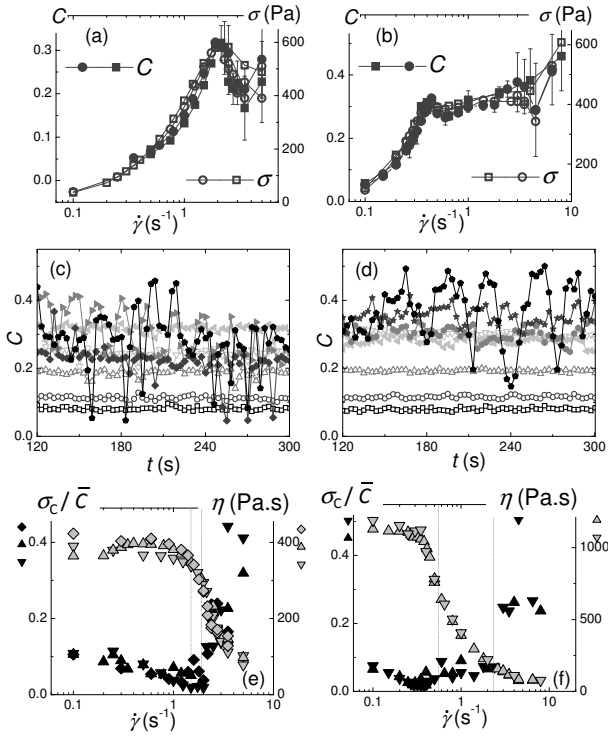 C σ (Pa) C σ (Pa)
(a) (b)
0.3 600 0.6 600
C C
0.2 400 0.4 400
0.1 200 0.2 200
σ σ
0.0 0 0.0
0.1 1 0.1 1 10
γ̇ (s⁻¹) γ̇ (s⁻¹)
(c) (d)
C 0.4 0.4
0.2 0.2
0.0 0.0
120 180 240 300 120 180 240 300
t (s) t (s)
σ_C / C̅ η (Pa.s) σ_C / C̅ η (Pa.s)
0.4 400 0.4 1000
0.2 200 0.2 500
0.0 (e) 0 0.0 (f) 0
0.1 1 10 0.1 1 10
γ̇ (s⁻¹) γ̇ (s⁻¹)